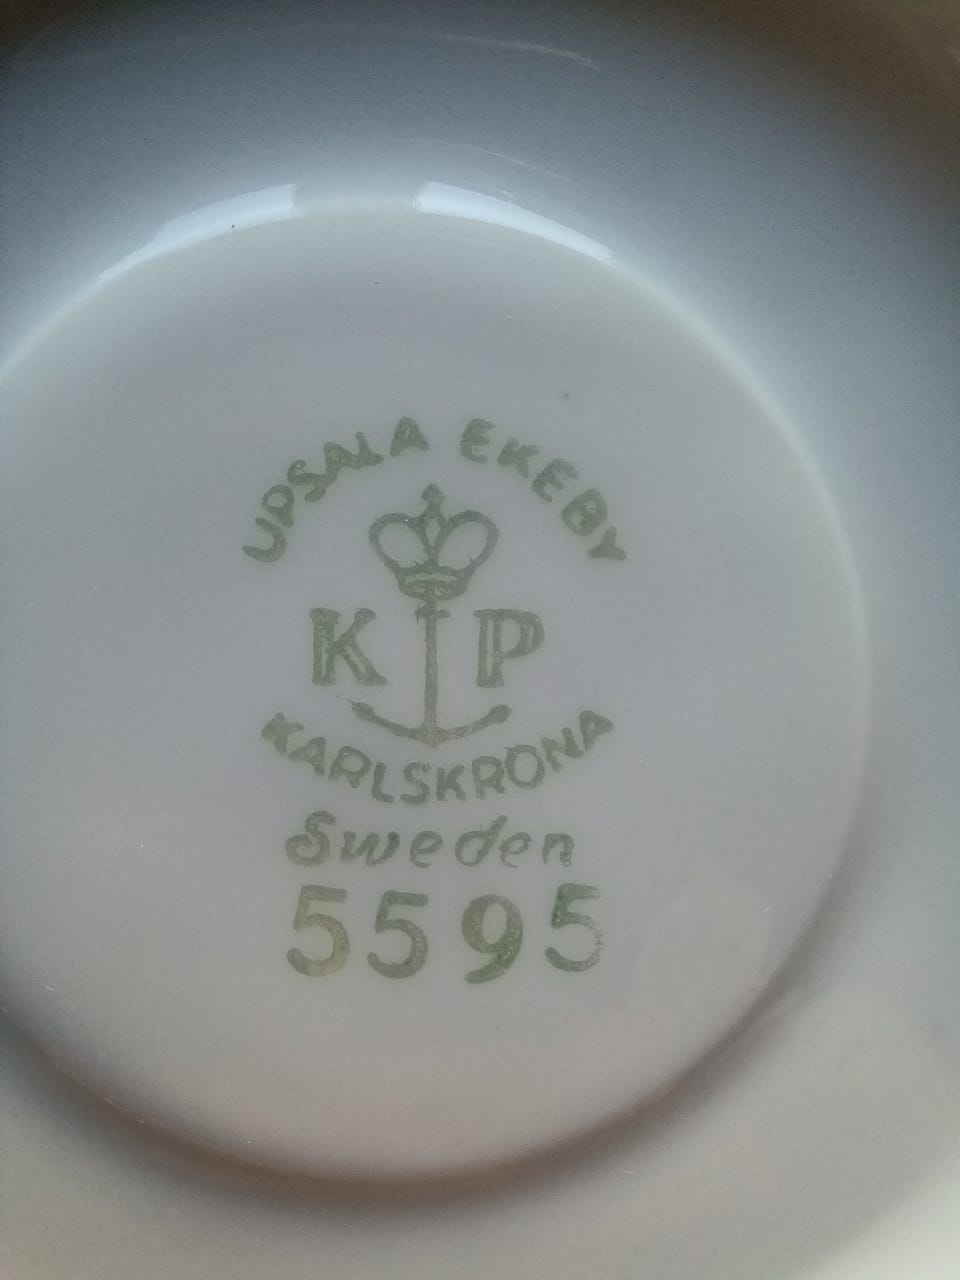 UPSALA EKEBY
K P
KARLSKRONA
Sweden
5595